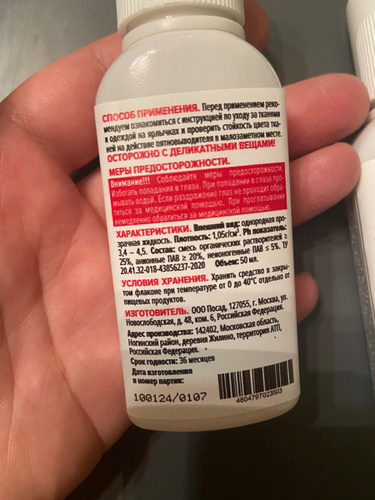 СПОСОБ ПРИМЕНЕНИЯ. Перед применением реко-
мендуем ознакомиться с инструкцией по уходу за тканями
и одеждой на ярлычках и проверить стойкость цвета тка-
ней на действие пятновыводителя в малозаметном месте.
ОСТОРОЖНО С ДЕЛИКАТНЫМИ ВЕЩАМИ!
МЕРЫ ПРЕДОСТОРОЖНОСТИ.
Внимание!!! Соблюдайте меры предосторожности.
Избегать попадания в глаза. При попадании в глаза про-
мывать водой. Если раздражение глаз не проходит обра-
титься за медицинской помощью. При проглатывании
немедленно обратиться за медицинской помощью.
ХАРАКТЕРИСТИКИ. Внешний вид: однородная про-
зрачная жидкость. Плотность: 1,05г/см³. Рh показатель:
3,4 – 4,5. Состав: смесь органических растворителей ≥
25%, анионные ПАВ ≥ 20%, неионогенные ПАВ ≤ 5%. ТУ
20.41.32-018-43856237-2020 Объем: 50 мл.
УСЛОВИЯ ХРАНЕНИЯ. Хранить средство в закры-
том флаконе при температуре от 0 до 40°С отдельно от
пищевых продуктов.
ИЗГОТОВИТЕЛЬ. ООО Посад, 127055, г. Москва, ул.
Новослободская, д. 48, ком. 6, Российская Федерация.
Адрес производства: 142402, Московская область,
Ногинский район, деревня Жилино, территория АТП,
Российская Федерация.
Срок годности: 36 месяцев
Дата изготовления
и номер партии:
100124/0107
4604797023503